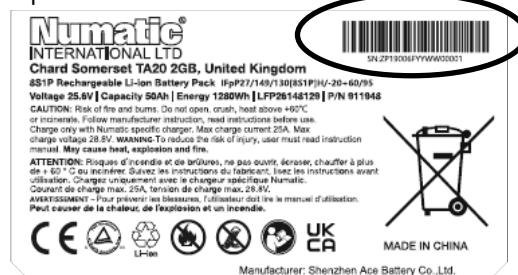 Numatic®
INTERNATIONAL LTD
SN:ZP19006FYYWW00001
Chard Somerset TA20 2GB, United Kingdom
8S1P Rechargeable Li-ion Battery Pack IFpP27/149/130[8S1P]H/-20+60/95
Voltage 25.6V | Capacity 50Ah | Energy 1280Wh | LFP26148129 | P/N 911948
CAUTION: Risk of fire and burns. Do not open, crush, heat above +60°C
or incinerate. Follow manufacturer instruction, read instructions before use.
Charge only with Numatic specific charger. Max charge current 25A. Max
charge voltage 28.8V. WARNING-To reduce the risk of injury, user must read instruction
manual. May cause heat, explosion and fire.
ATTENTION: Risques d'incendie et de brûlures, ne pas ouvrir, écraser, chauffer à plus
de + 60 ° C ou incinérer. Suivez les instructions du fabricant, lisez les instructions avant
utilisation. Chargez uniquement avec le chargeur spécifique Numatic.
Courant de charge max. 25A, tension de charge max. 28.8V.
AVERTISSEMENT – Pour prévenir les blessures, l'utilisateur doit lire le manuel d'utilisation.
Peut causer de la chaleur, de l'explosion et un incendie.
CE
Li-ion
UK
CA
MADE IN CHINA
Manufacturer: Shenzhen Ace Battery Co.,Ltd.